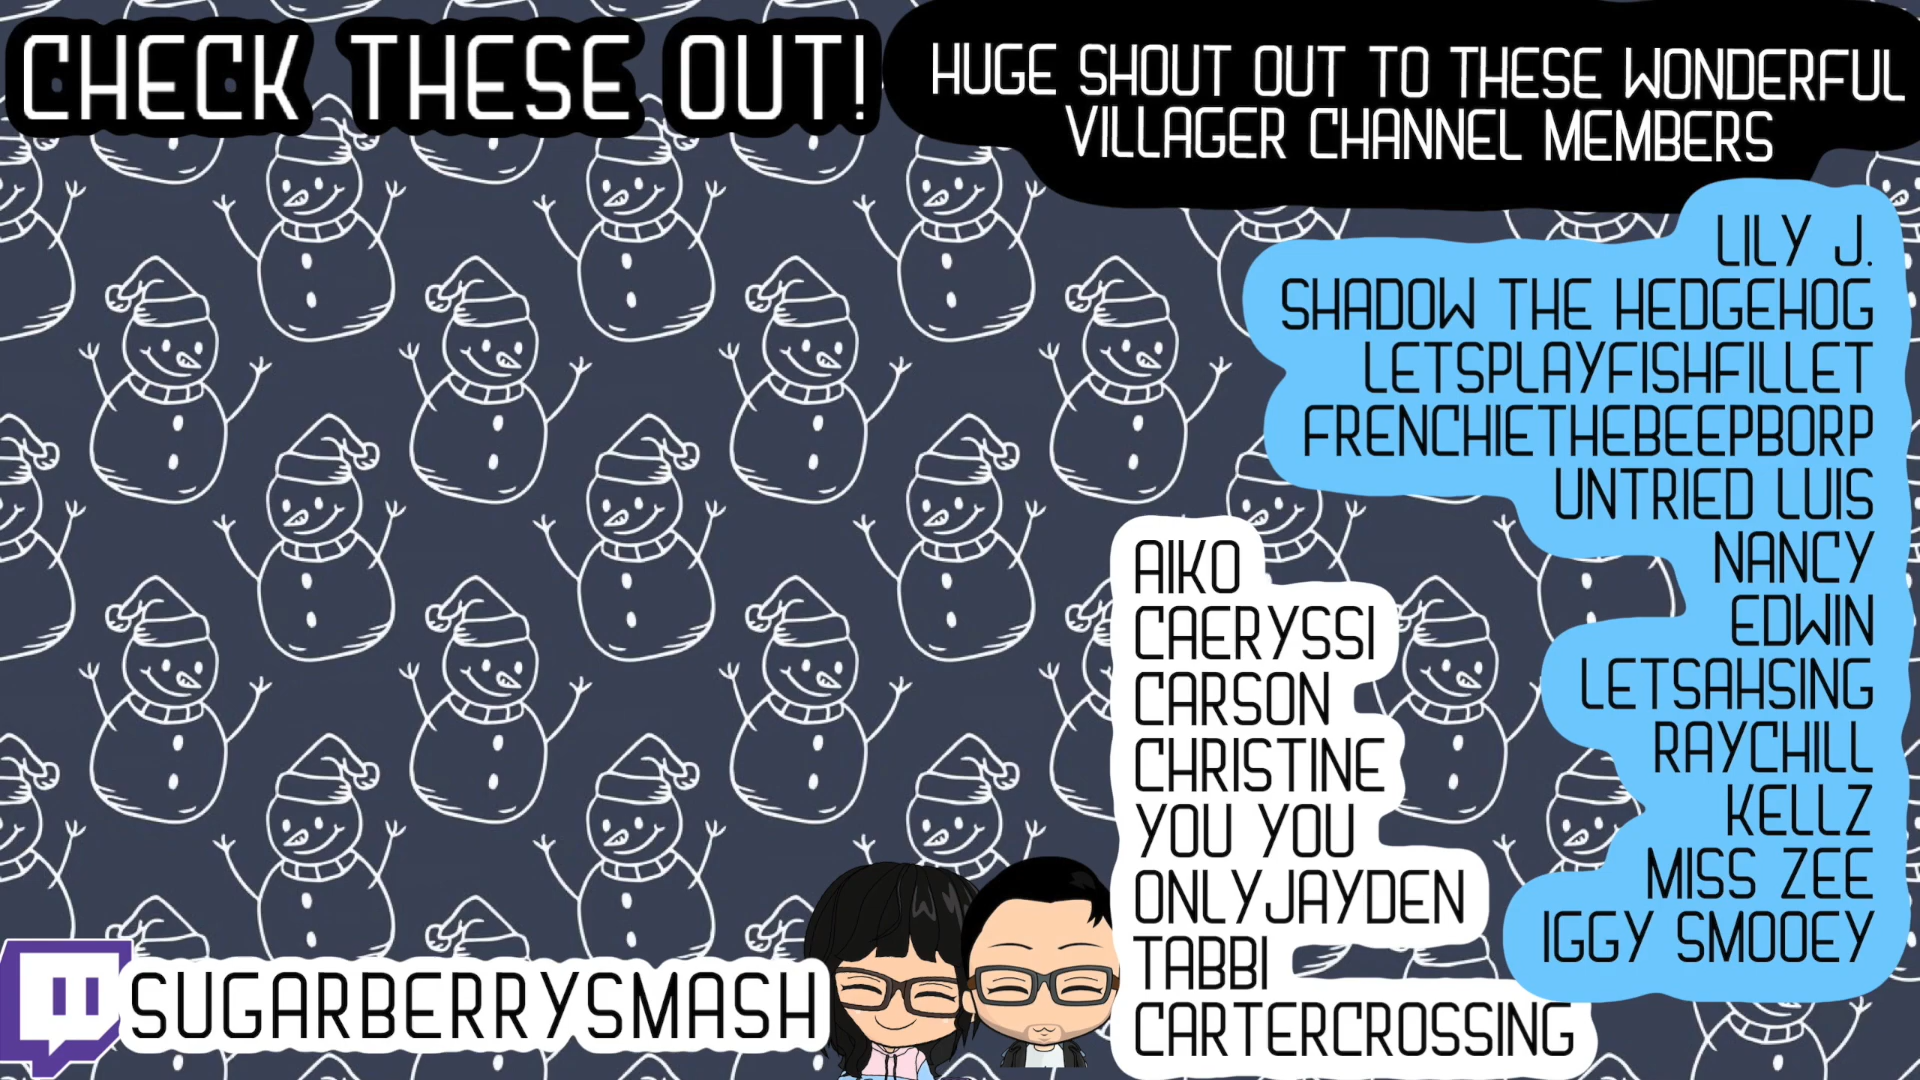 CHECK THESE OUT!
HUGE SHOUT OUT TO THESE WONDERFUL
VILLAGER CHANNEL MEMBERS
LILY J.
SHADOW THE HEDGEHOG
LETSPLAYFISHFILLET
FRENCHIETHEBEEPBORP
UNTRIED LUIS
NANCY
EDWIN
LETSAHSING
RAYCHILL
KELLZ
MISS ZEE
IGGY SMOOEY
AIKO
CAERYSSI
CARSON
CHRISTINE
YOU YOU
ONLYJAYDEN
TABBI
CARTERCROSSING
SUGARBERRYSMASH